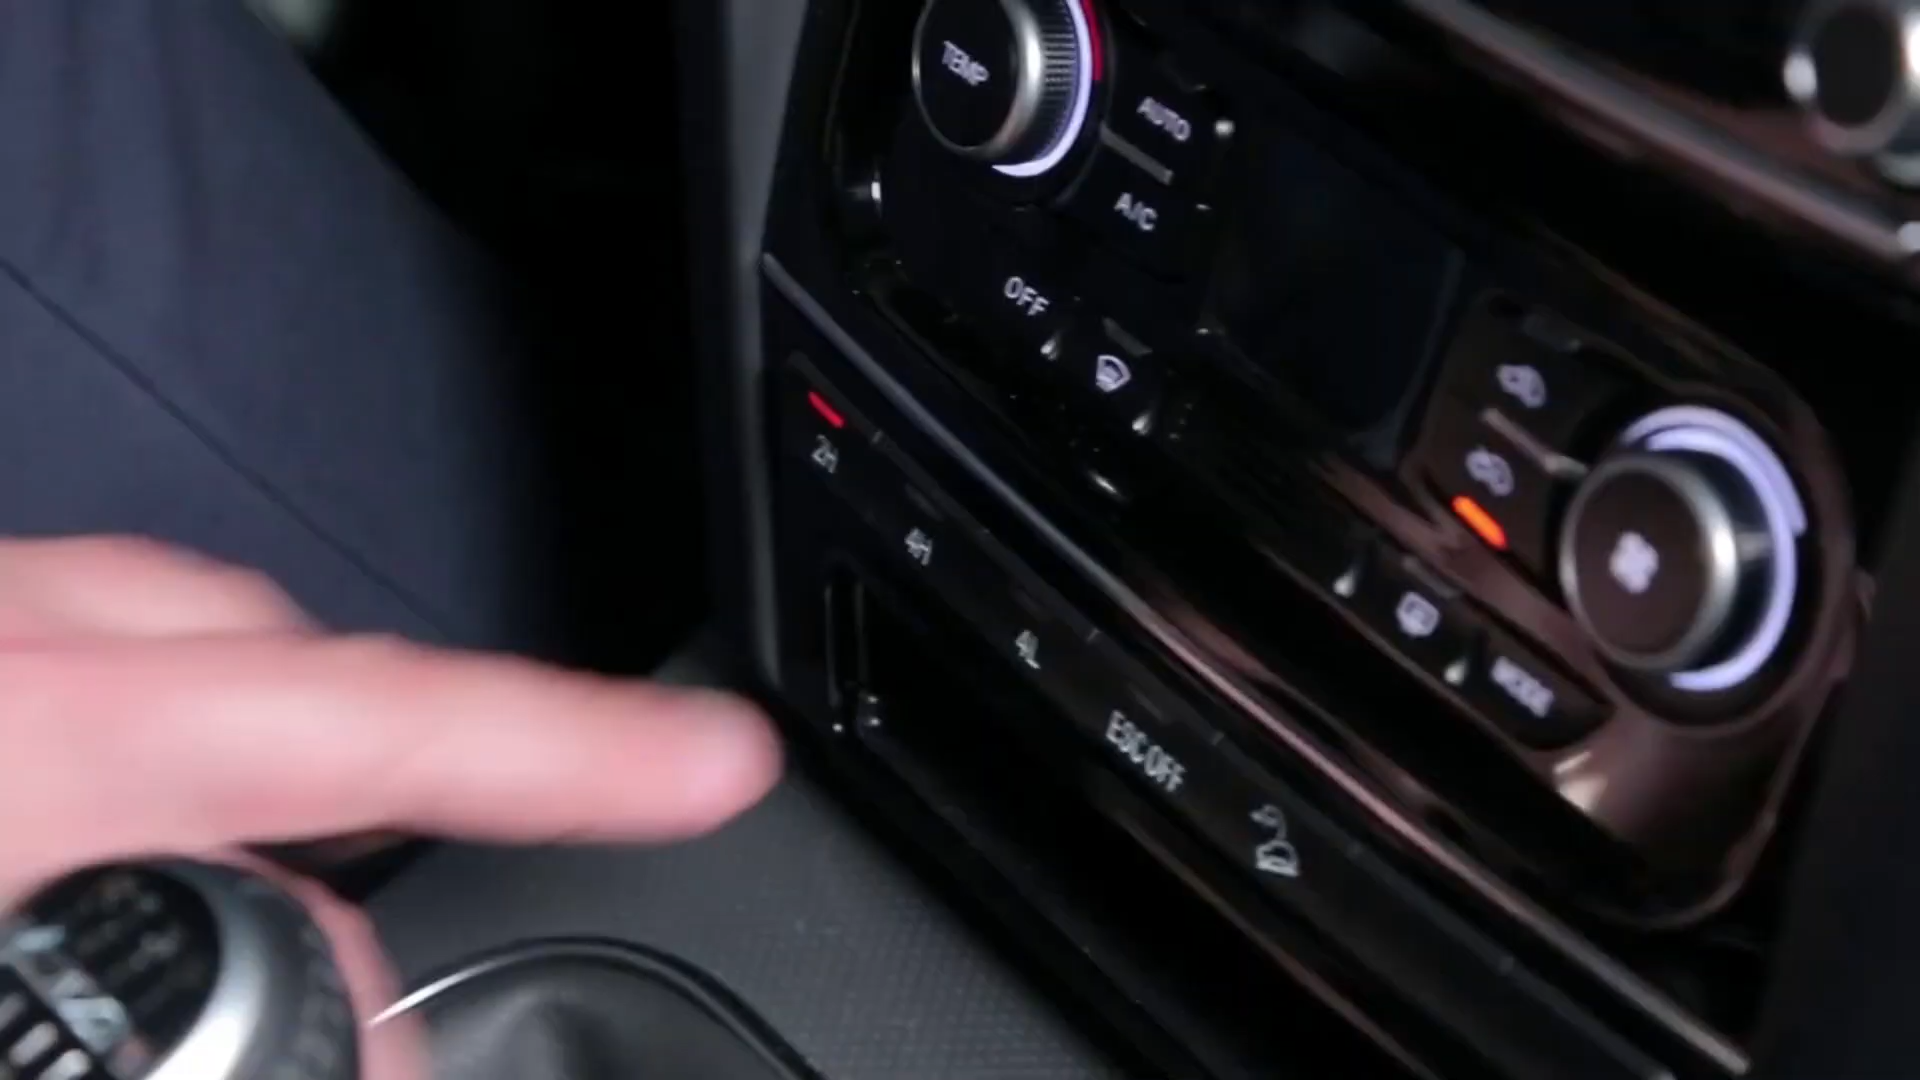 TEMP
AUTO
A/C
OFF
2H
4H
4L
ESC OFF
MODE